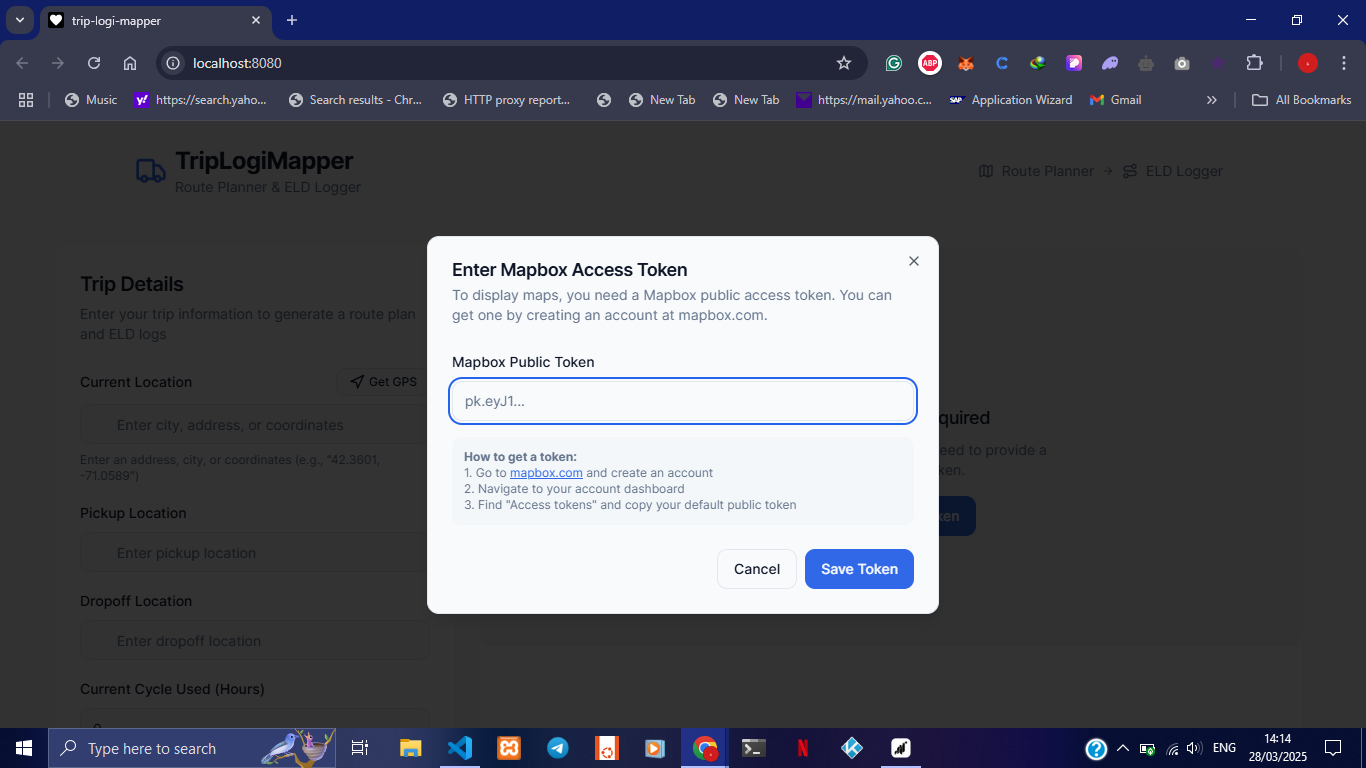 trip-logi-mapper
localhost:8080
ABP
Music
https://search.yaho...
Search results - Chr...
HTTP proxy report...
New Tab
New Tab
https://mail.yahoo.c...
SAP
Application Wizard
Gmail
All Bookmarks
TripLogiMapper
Route Planner & ELD Logger
Route Planner
ELD Logger
Trip Details
Enter your trip information to generate a route plan
and ELD logs
Current Location
Get GPS
Enter city, address, or coordinates
Enter an address, city, or coordinates (e.g., "42.3601,
-71.0589")
Pickup Location
Enter pickup location
Dropoff Location
Enter dropoff location
Current Cycle Used (Hours)
Enter Mapbox Access Token
To display maps, you need a Mapbox public access token. You can
get one by creating an account at mapbox.com.
Mapbox Public Token
pk.eyJ1...
How to get a token:
1. Go to mapbox.com and create an account
2. Navigate to your account dashboard
3. Find "Access tokens" and copy your default public token
Cancel
Save Token
quired
eed to provide a
ken.
ken
Type here to search
ENG
14:14
28/03/2025